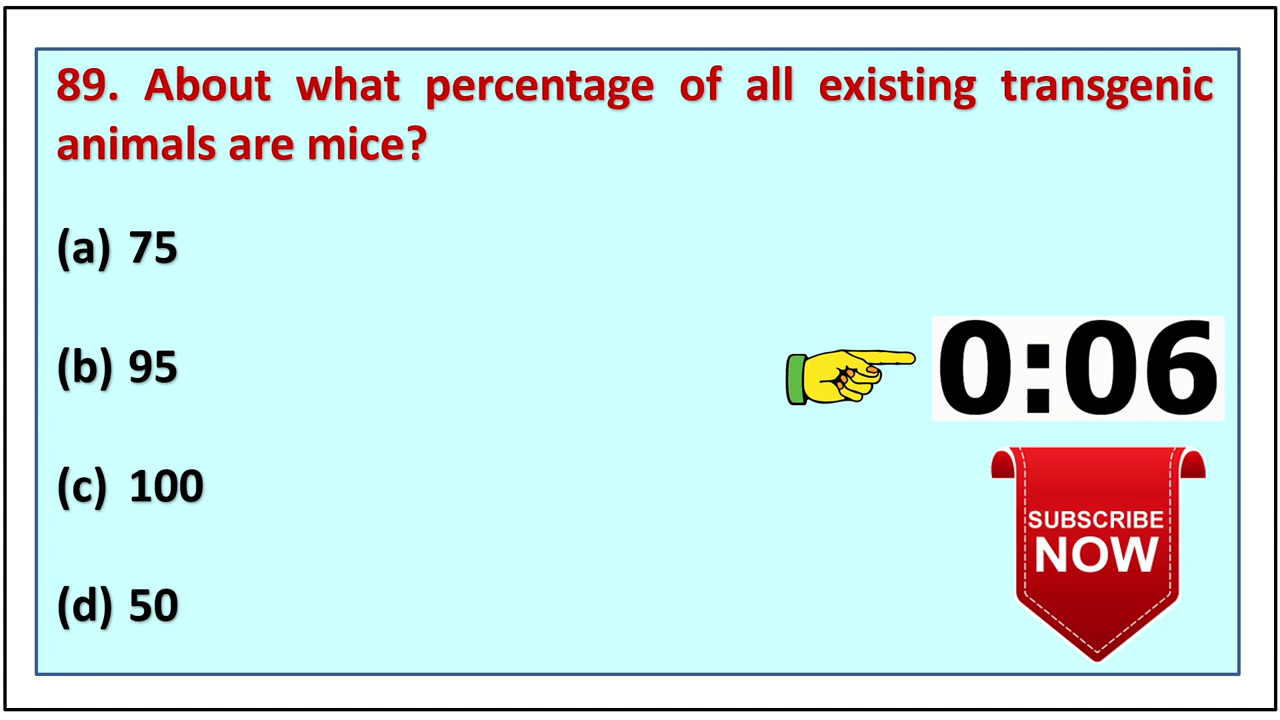 89. About what percentage of all existing transgenic
animals are mice?
(a) 75
(b) 95
(c) 100
(d) 50
0:06
SUBSCRIBE
NOW